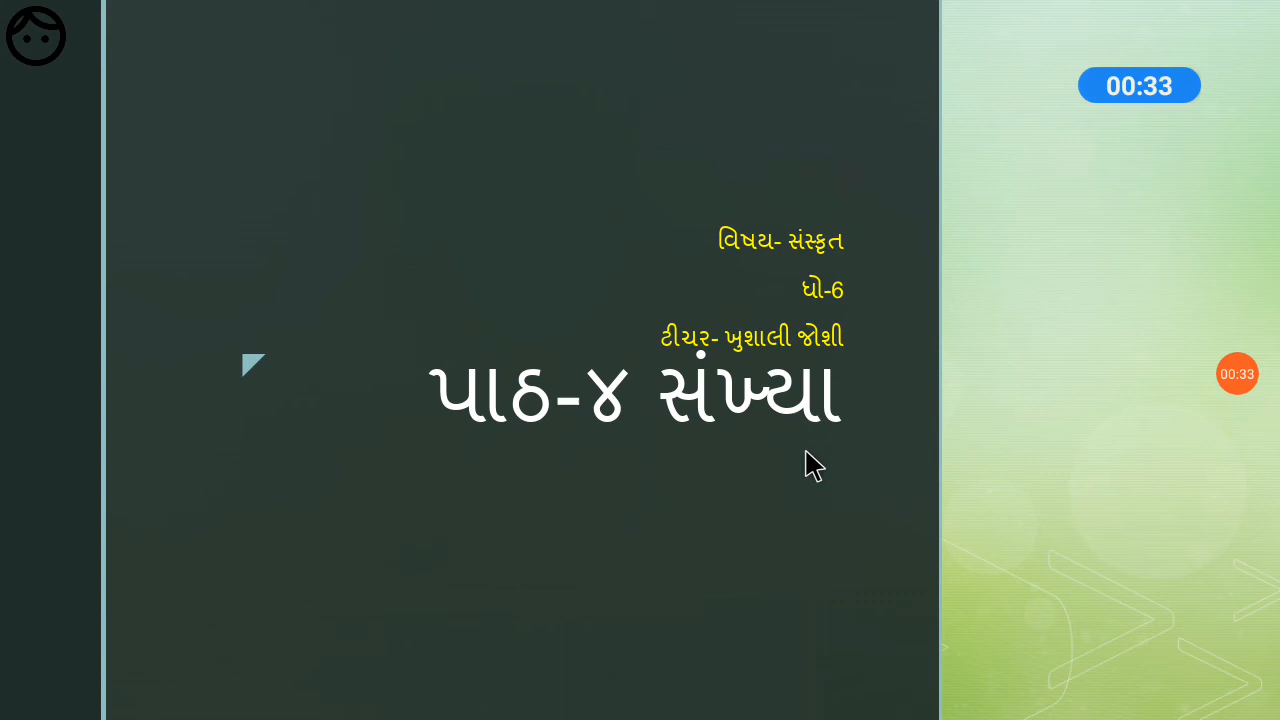 00:33
વિષય- સંસ્કૃત
ધો-6
ટીચર- ખુશાલી જોશી
પાઠ-૪ સંખ્યા
00:33